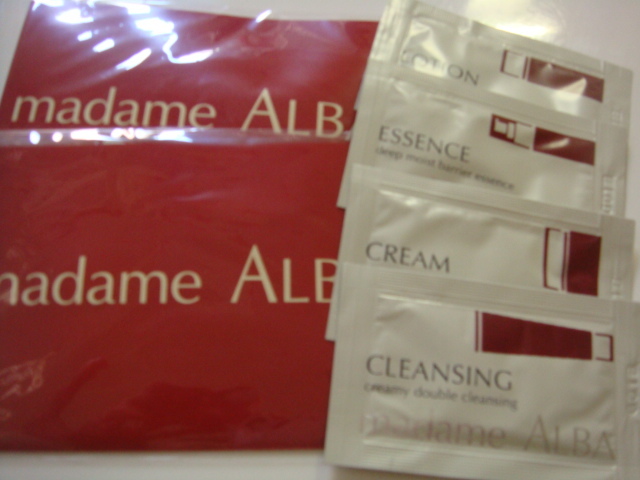 madame ALBA
madame ALB
LOTION
ESSENCE
deep moist barrier essence
CREAM
CLEANSING
creamy double cleansing
madame ALBA